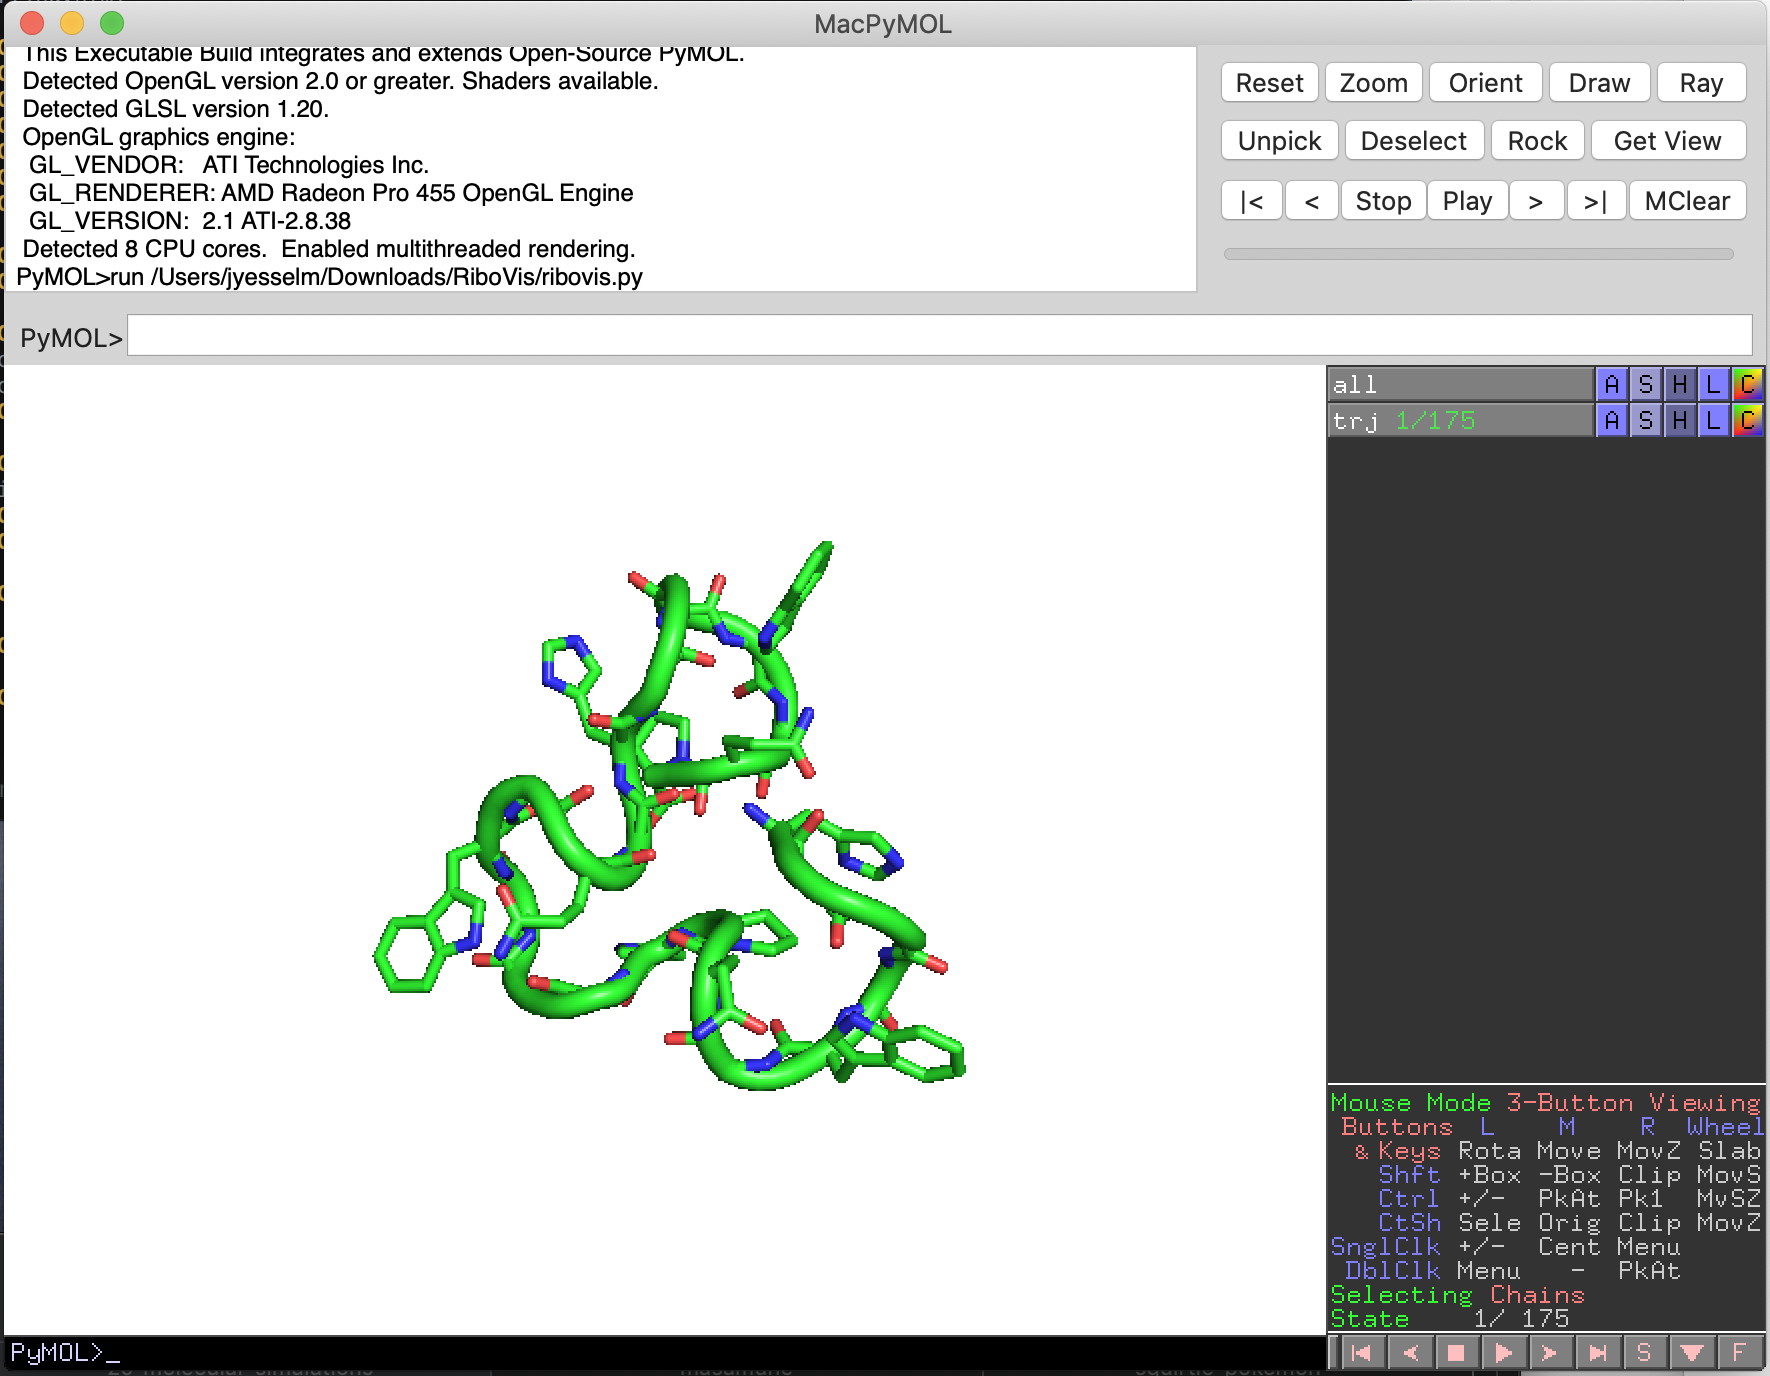 MacPyMOL
This Executable Build integrates and extends Open-Source PyMOL.
Detected OpenGL version 2.0 or greater. Shaders available.
Detected GLSL version 1.20.
OpenGL graphics engine:
GL_VENDOR: ATI Technologies Inc.
GL_RENDERER: AMD Radeon Pro 455 OpenGL Engine
GL_VERSION: 2.1 ATI-2.8.38
Detected 8 CPU cores. Enabled multithreaded rendering.
PyMOL>run /Users/jyesselm/Downloads/RiboVis/ribovis.py
Reset Zoom Orient Draw Ray
Unpick Deselect Rock Get View
|< < Stop Play > >| MClear
PyMOL>
all A S H L C
trj 1/175 A S H L C
Mouse Mode 3-Button Viewing
Buttons L M R Wheel
& Keys Rota Move MovZ Slab
Shft +Box -Box Clip MovS
Ctrl +/- PkAt Pk1 MvSZ
CtSh Sele Orig Clip MovZ
SnglClk +/- Cent Menu
DblClk Menu - PkAt
Selecting Chains
State 1/ 175
PyMOL>_
S F